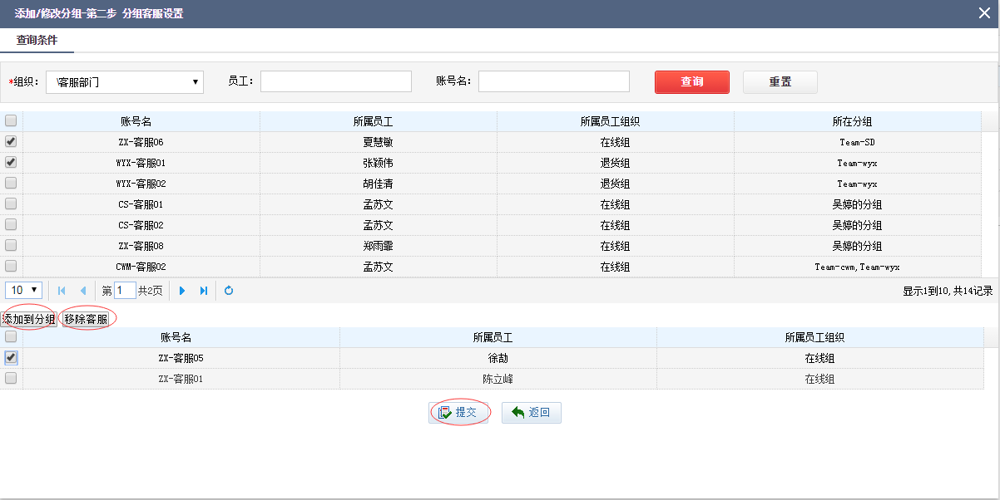 添加/修改分组-第二步 分组客服设置
查询条件
*组织： \客服部门 员工： 账号名： 查询 重置
账号名 所属员工 所属员工组织 所在分组
ZX-客服06 夏慧敏 在线组 Team-SD
WYX-客服01 张颖伟 退货组 Team-wyx
WYX-客服02 胡佳清 退货组 Team-wyx
CS-客服01 孟苏文 在线组 吴婷的分组
CS-客服02 孟苏文 在线组 吴婷的分组
ZX-客服08 郑雨霏 在线组 吴婷的分组
CWM-客服02 孟苏文 在线组 Team-cwm,Team-wyx
10 第 1 共2页 显示1到10,共14记录
添加到分组 移除客服
账号名 所属员工 所属员工组织
ZX-客服05 徐劼 在线组
ZX-客服01 陈立峰 在线组
提交 返回